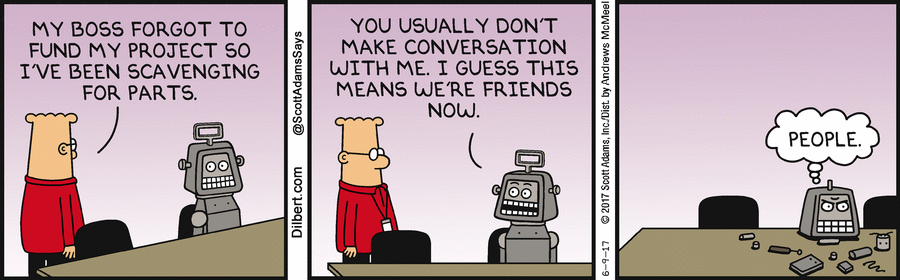 MY BOSS FORGOT TO
FUND MY PROJECT SO
I'VE BEEN SCAVENGING
FOR PARTS.
Dilbert.com @ScottAdamsSays
YOU USUALLY DON'T
MAKE CONVERSATION
WITH ME. I GUESS THIS
MEANS WE'RE FRIENDS
NOW.
6-9-17 © 2017 Scott Adams, Inc./Dist. by Andrews McMeel
PEOPLE.